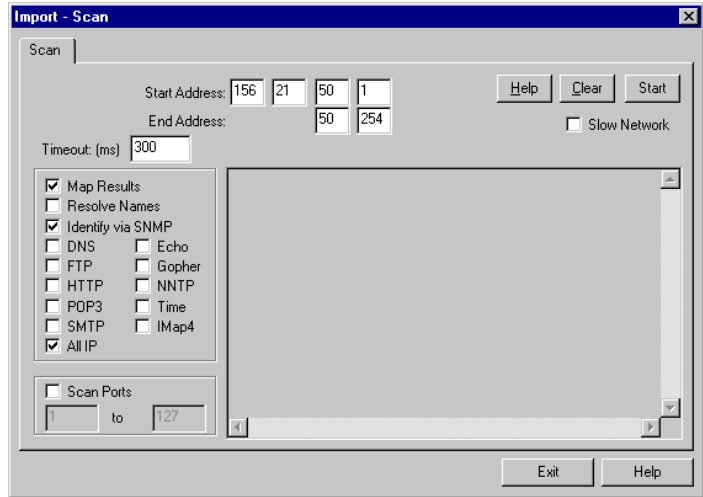 Import - Scan
Scan
Start Address: 156 21 50 1 Help Clear Start
End Address: 50 254 Slow Network
Timeout: (ms) 300
Map Results
Resolve Names
Identify via SNMP
DNS Echo
FTP Gopher
HTTP NNTP
POP3 Time
SMTP IMap4
All IP
Scan Ports
1 to 127
Exit Help